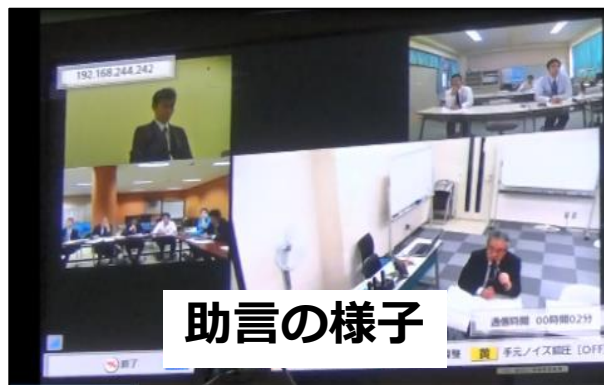 192.168.244.242
助言の様子
通信時間 00時間02分
終了
黄 手元ノイズ抑圧 [OFF